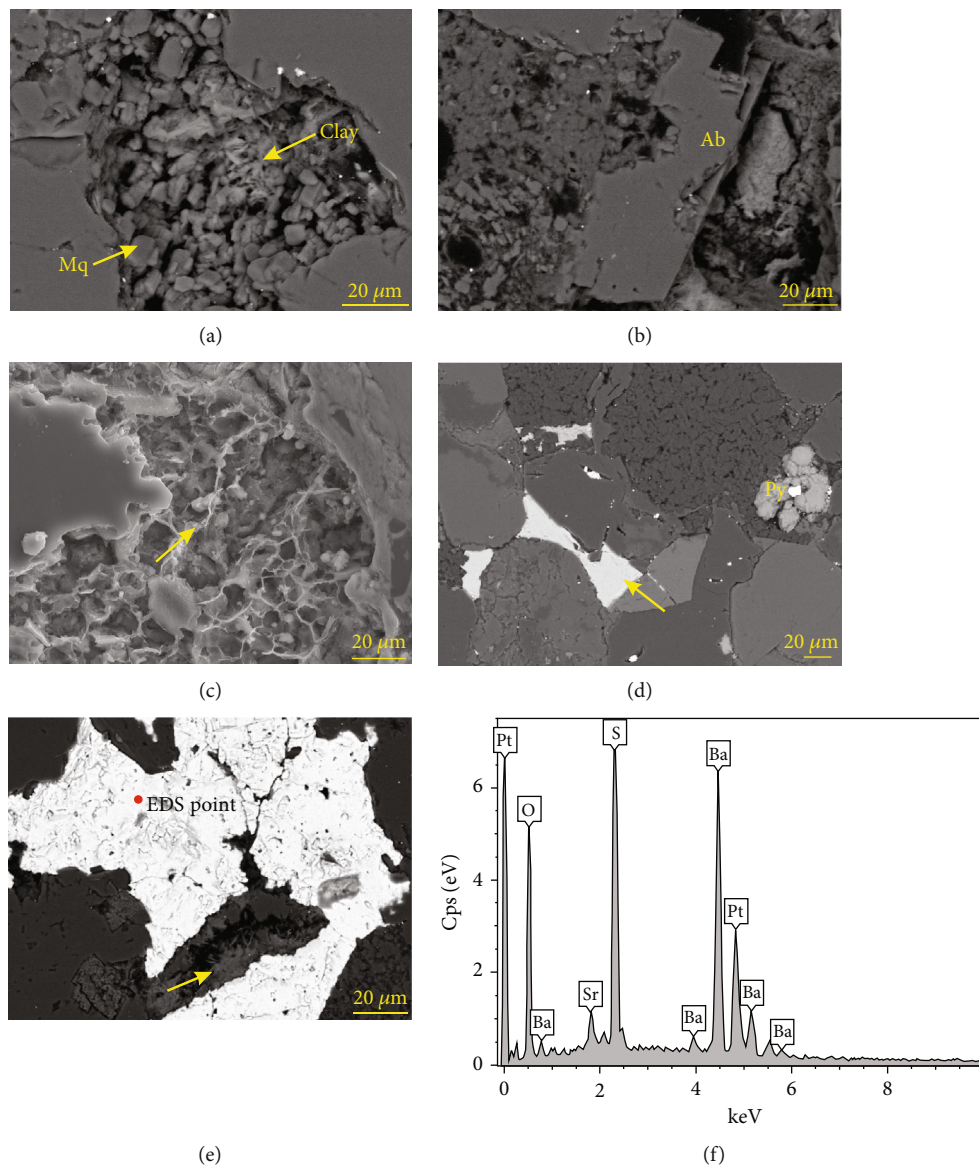 Clay
Mq
20 μm
(a)
Ab
20 μm
(b)
20 μm
(c)
Py
20 μm
(d)
EDS point
20 μm
(e)
Pt
S
Ba
O
Pt
Sr
Ba
Ba
Ba
Ba
6
4
2
0
Cps (eV)
0
2
4
6
8
keV
(f)